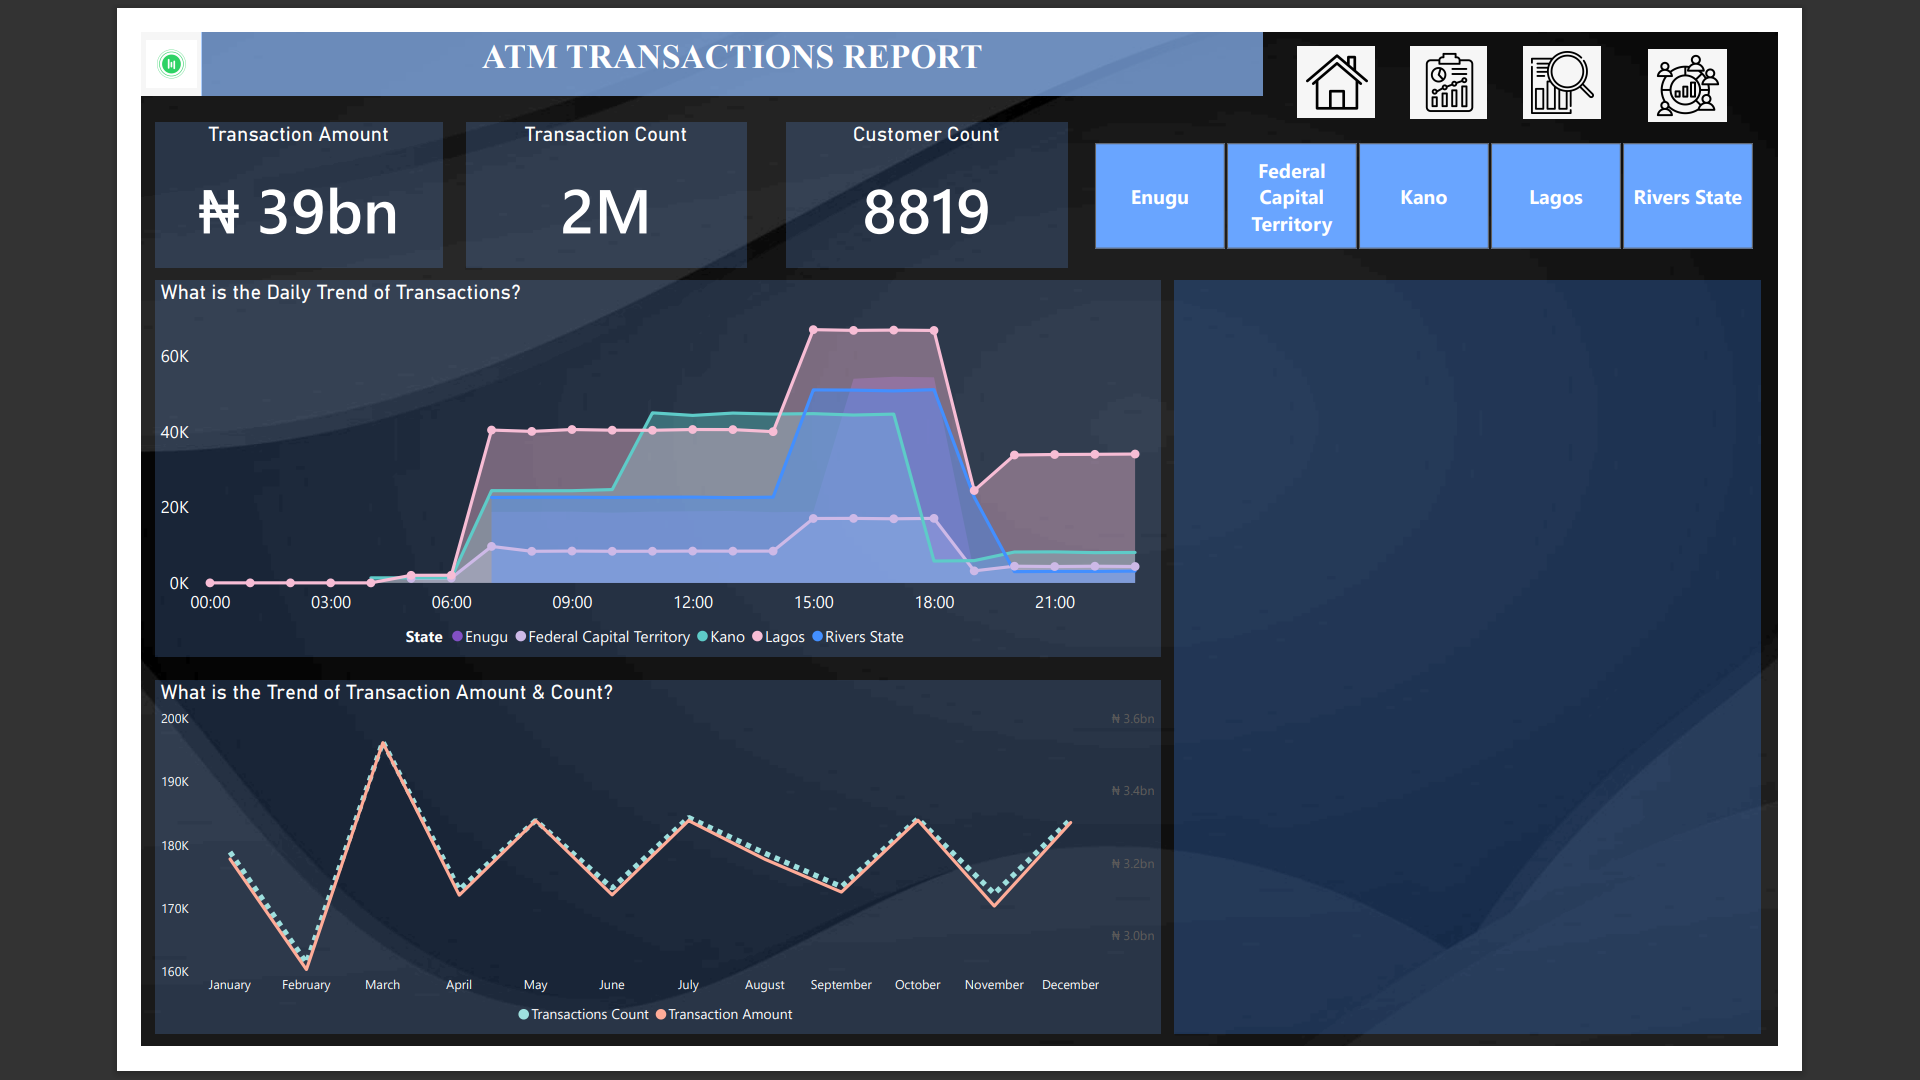 ATM TRANSACTIONS REPORT
Transaction Amount
₦ 39bn
Transaction Count
2M
Customer Count
8819
Enugu
Federal
Capital
Territory
Kano
Lagos
Rivers State
What is the Daily Trend of Transactions?
60K
40K
20K
0K
00:00 03:00 06:00 09:00 12:00 15:00 18:00 21:00
State Enugu Federal Capital Territory Kano Lagos Rivers State
What is the Trend of Transaction Amount & Count?
200K
190K
180K
170K
160K
₦ 3.6bn
₦ 3.4bn
₦ 3.2bn
₦ 3.0bn
January February March April May June July August September October November December
Transactions Count Transaction Amount